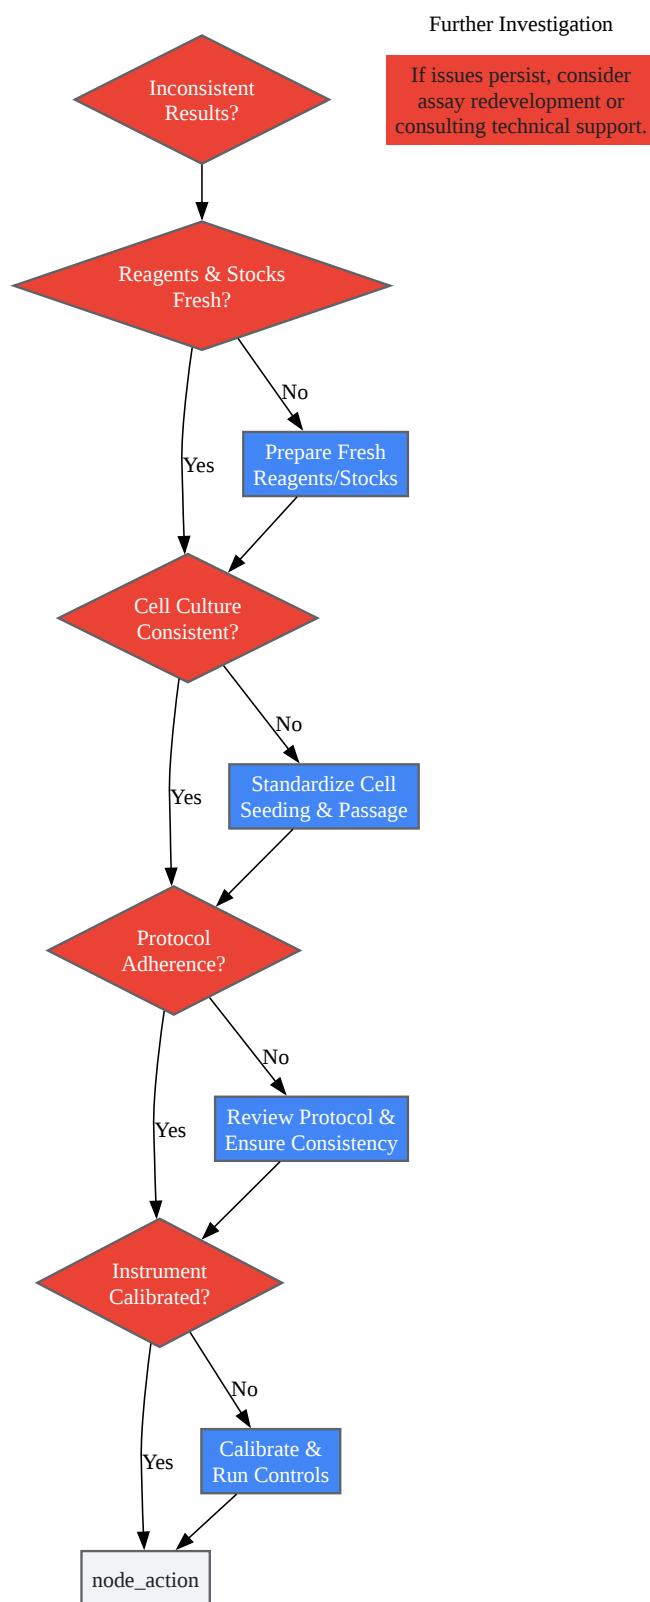 Further Investigation
If issues persist, consider
assay redevelopment or
consulting technical support.
Inconsistent
Results?
Reagents & Stocks
Fresh?
No
Prepare Fresh
Reagents/Stocks
Yes
Cell Culture
Consistent?
No
Standardize Cell
Seeding & Passage
Yes
Protocol
Adherence?
No
Review Protocol &
Ensure Consistency
Yes
Instrument
Calibrated?
No
Calibrate &
Run Controls
Yes
node_action